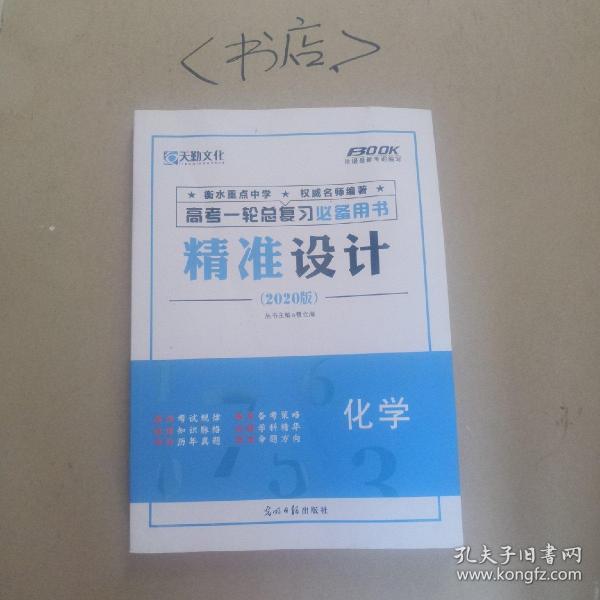 <书店>
天勤文化
BOOK
★ 衡水重点中学 ★ 权威名师编著 ★
高考一轮总复习必备用书
精准设计
(2020版)
丛书主编
化学
考试规律 备考策略
知识脉络 学科精华
历年真题 命题方向
光明日报出版社
孔夫子旧书网
www.kongfz.com